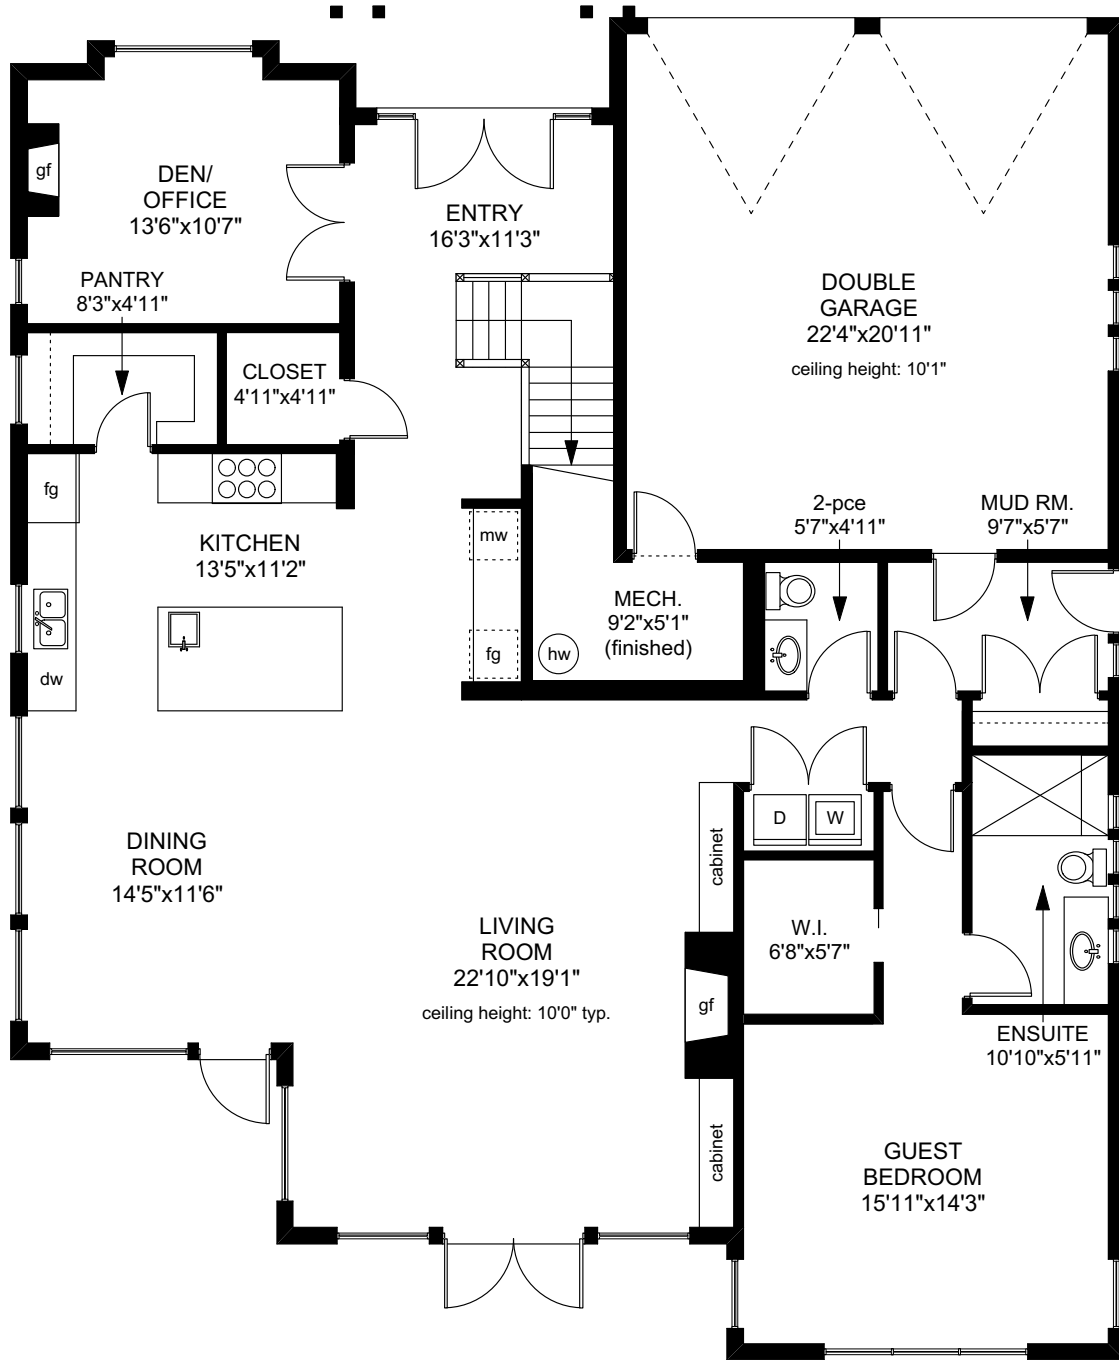 gf
DEN/
OFFICE
13'6"x10'7"
ENTRY
16'3"x11'3"
PANTRY
8'3"x4'11"
DOUBLE
GARAGE
22'4"x20'11"
ceiling height: 10'1"
CLOSET
4'11"x4'11"
fg
KITCHEN
13'5"x11'2"
mw
2-pce
5'7"x4'11"
MUD RM.
9'7"x5'7"
MECH.
9'2"x5'1"
(finished)
fg
hw
dw
D
W
DINING
ROOM
14'5"x11'6"
cabinet
LIVING
ROOM
22'10"x19'1"
ceiling height: 10'0" typ.
W.I.
6'8"x5'7"
gf
ENSUITE
10'10"x5'11"
cabinet
GUEST
BEDROOM
15'11"x14'3"